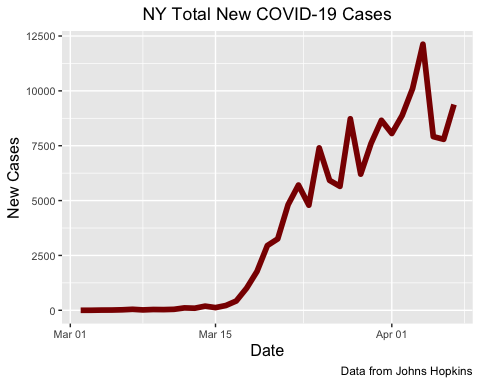 NY Total New COVID-19 Cases
New Cases
12500
10000
7500
5000
2500
0
Mar 01
Mar 15
Apr 01
Date
Data from Johns Hopkins